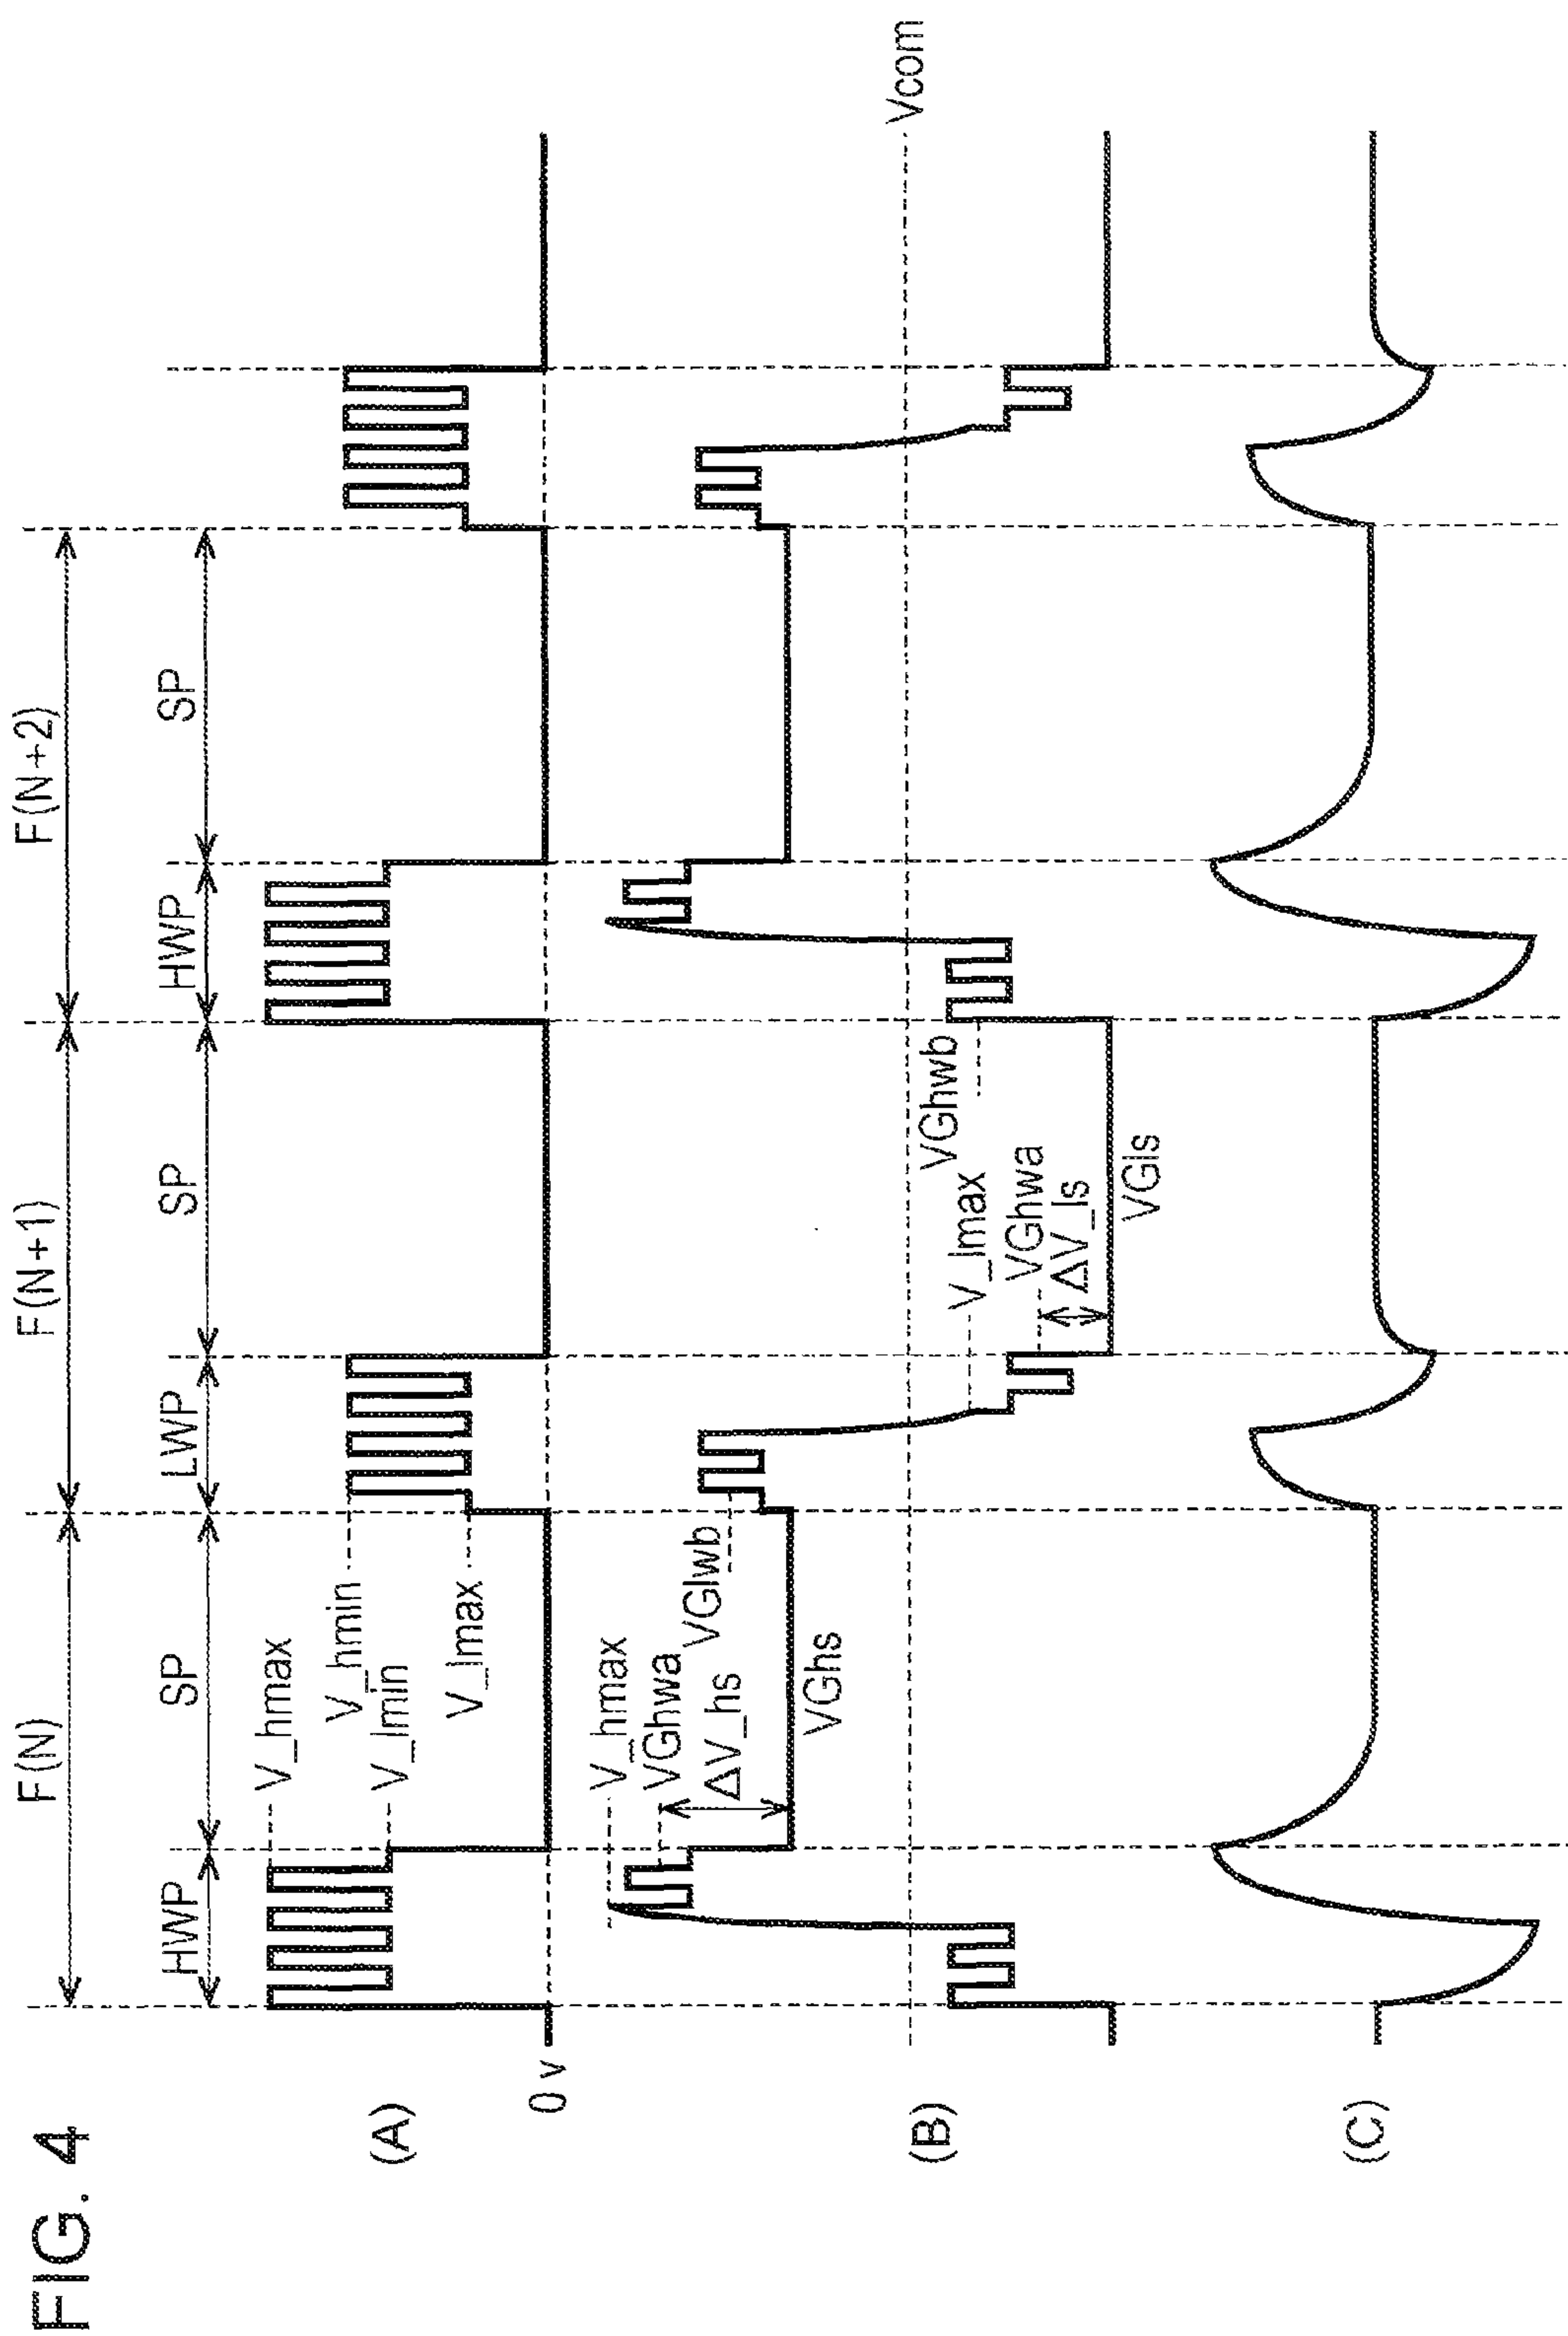 FIG. 4
F(N)
F(N+1)
F(N+2)
HWP
SP
LWP
SP
HWP
SP
(A)
V_hmax
V_hmin
V_lmin
V_lmax
0 v
(B)
V_hmax
VGhwa
ΔV_hs
VGlwb
VGhs
Vcom
VGhwb
V_lmax
VGhwa
ΔV_ls
VGls
(C)